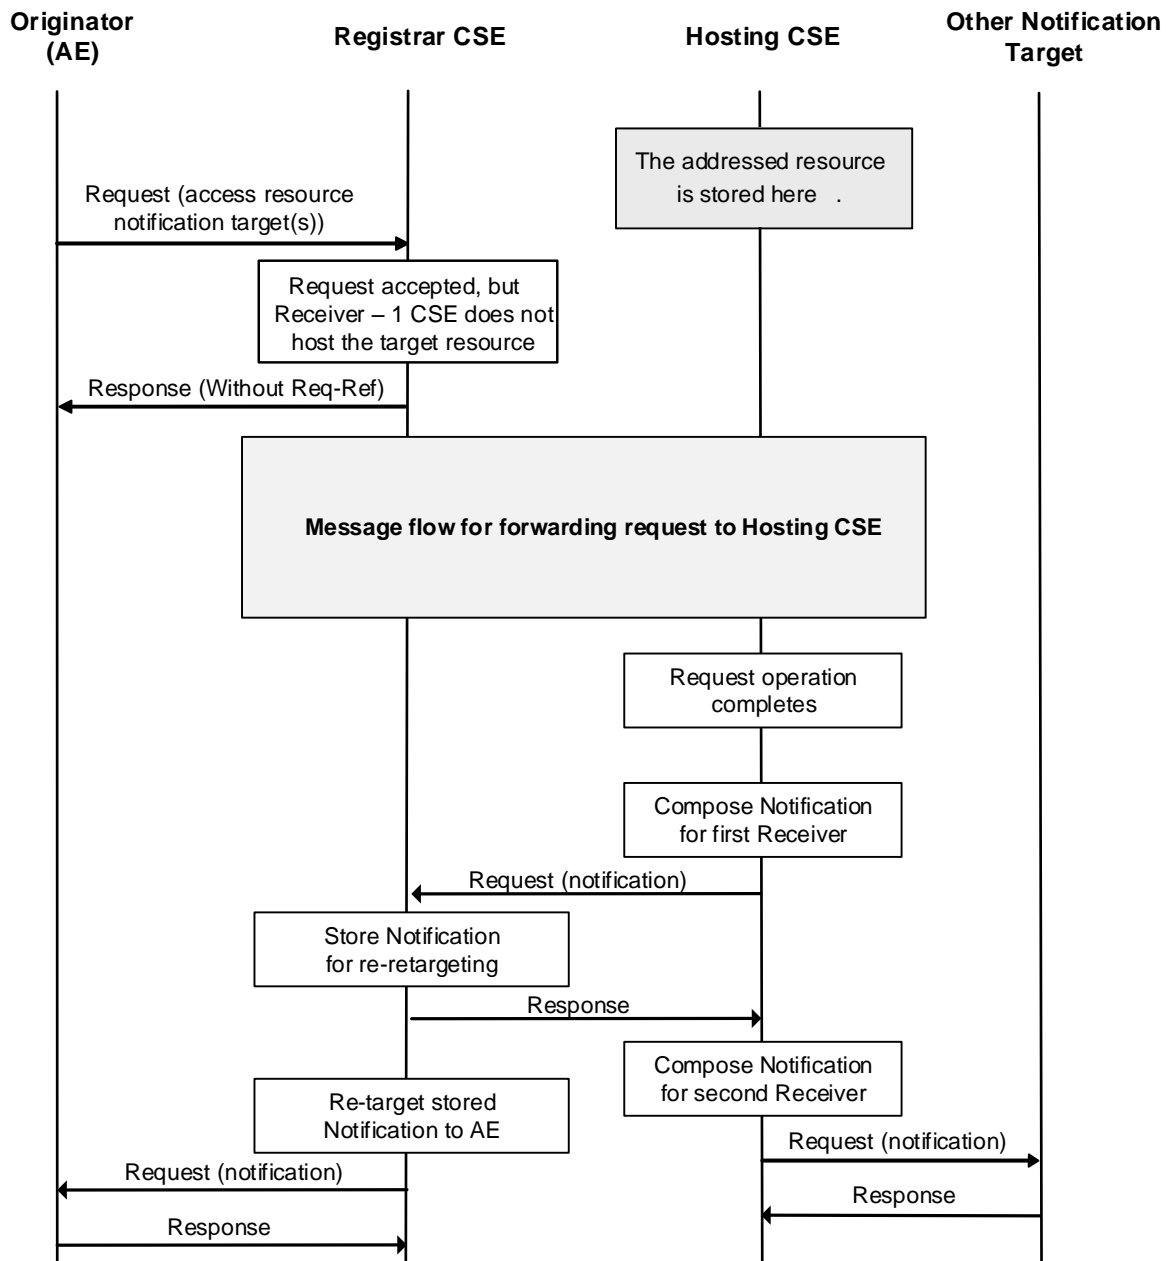 Originator
(AE)
Registrar CSE
Hosting CSE
Other Notification
Target
The addressed resource
is stored here .
Request (access resource
notification target(s))
Request accepted, but
Receiver – 1 CSE does not
host the target resource
Response (Without Req-Ref)
Message flow for forwarding request to Hosting CSE
Request operation
completes
Compose Notification
for first Receiver
Request (notification)
Store Notification
for re-retargeting
Response
Compose Notification
for second Receiver
Re-target stored
Notification to AE
Request (notification)
Request (notification)
Response
Response